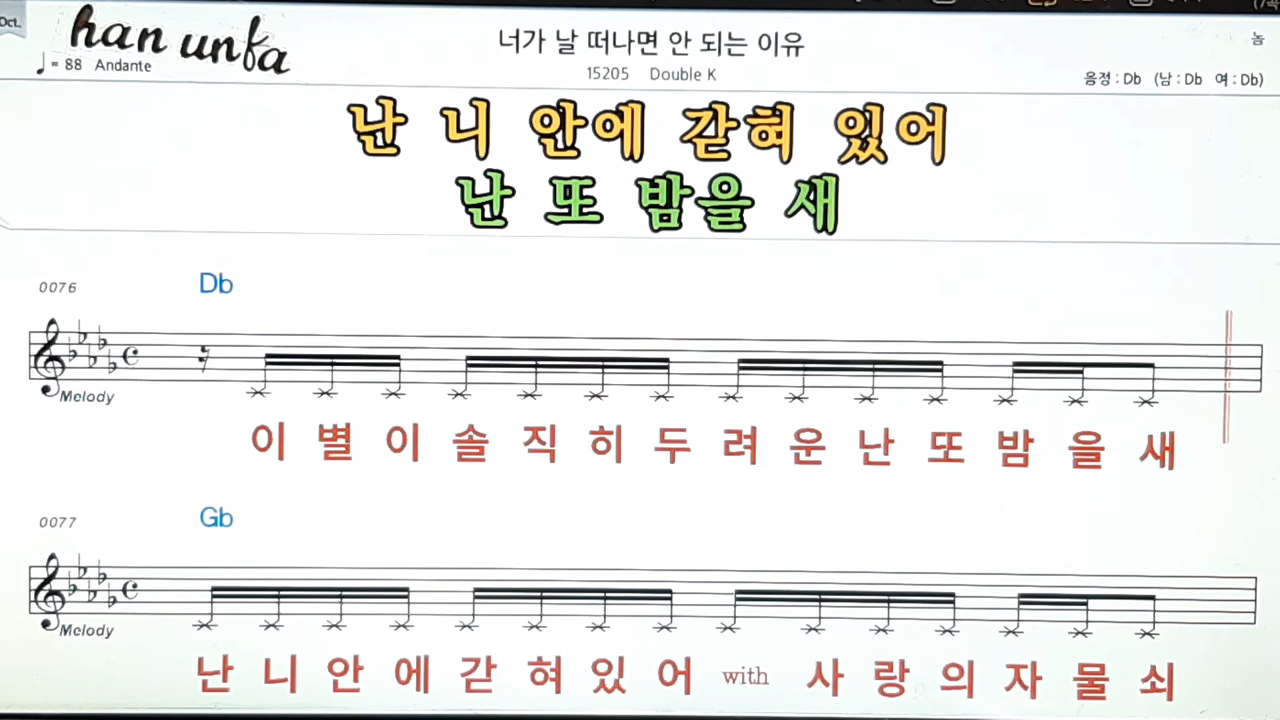 Oct.
han unfa
너가 날 떠나면 안 되는 이유
놈
♩ = 88 Andante
15205 Double K
음정 : Db (남 : Db 여 : Db)
난 니 안에 갇혀 있어
난 또 밤을 새
0076 Db
Melody
이 별 이 솔 직 히 두 려 운 난 또 밤 을 새
0077 Gb
Melody
난 니 안 에 갇 혀 있 어 with 사 랑 의 자 물 쇠